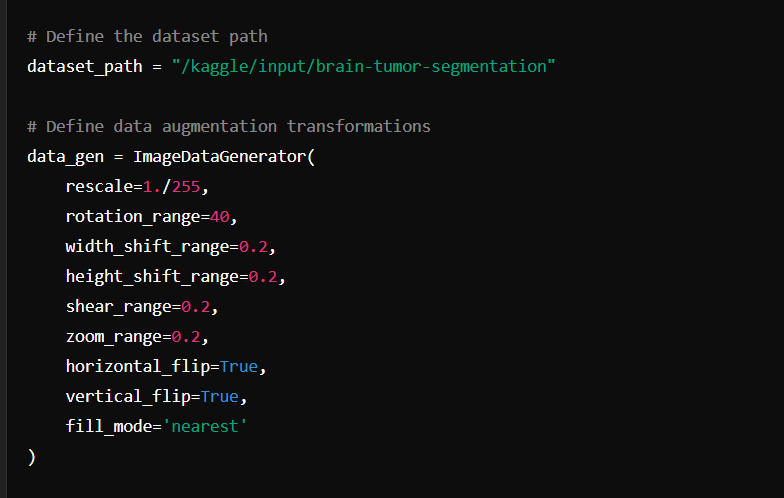 # Define the dataset path
dataset_path = "/kaggle/input/brain-tumor-segmentation"
# Define data augmentation transformations
data_gen = ImageDataGenerator(
    rescale=1./255,
    rotation_range=40,
    width_shift_range=0.2,
    height_shift_range=0.2,
    shear_range=0.2,
    zoom_range=0.2,
    horizontal_flip=True,
    vertical_flip=True,
    fill_mode='nearest'
)